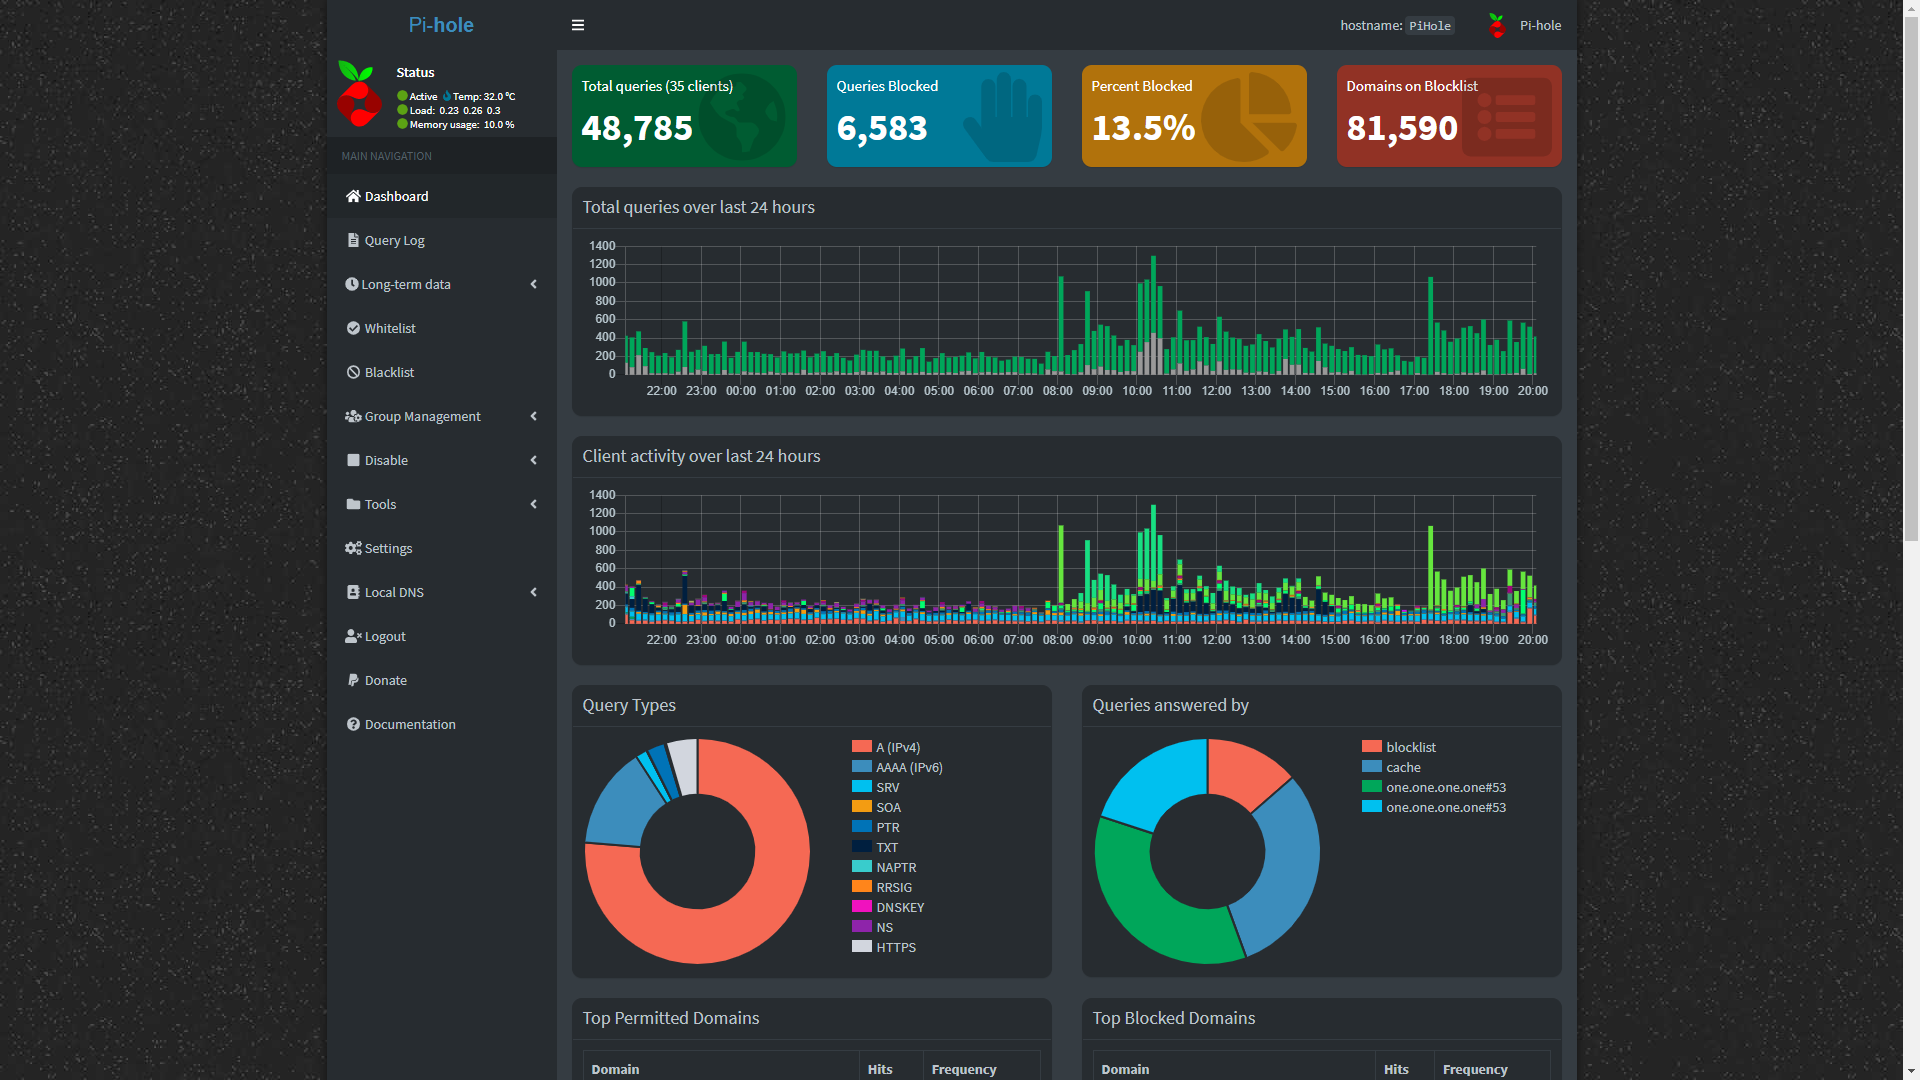 Pi-hole
hostname: PiHole
Pi-hole
Status
Active Temp: 32.0 °C
Load: 0.23 0.26 0.3
Memory usage: 10.0 %
MAIN NAVIGATION
Dashboard
Query Log
Long-term data
Whitelist
Blacklist
Group Management
Disable
Tools
Settings
Local DNS
Logout
Donate
Documentation
Total queries (35 clients)
48,785
Queries Blocked
6,583
Percent Blocked
13.5%
Domains on Blocklist
81,590
Total queries over last 24 hours
1400
1200
1000
800
600
400
200
0
22:00 23:00 00:00 01:00 02:00 03:00 04:00 05:00 06:00 07:00 08:00 09:00 10:00 11:00 12:00 13:00 14:00 15:00 16:00 17:00 18:00 19:00 20:00
Client activity over last 24 hours
1400
1200
1000
800
600
400
200
0
22:00 23:00 00:00 01:00 02:00 03:00 04:00 05:00 06:00 07:00 08:00 09:00 10:00 11:00 12:00 13:00 14:00 15:00 16:00 17:00 18:00 19:00 20:00
Query Types
A (IPv4)
AAAA (IPv6)
SRV
SOA
PTR
TXT
NAPTR
RRSIG
DNSKEY
NS
HTTPS
Queries answered by
blocklist
cache
one.one.one.one#53
one.one.one.one#53
Top Permitted Domains
Domain Hits Frequency
Top Blocked Domains
Domain Hits Frequency